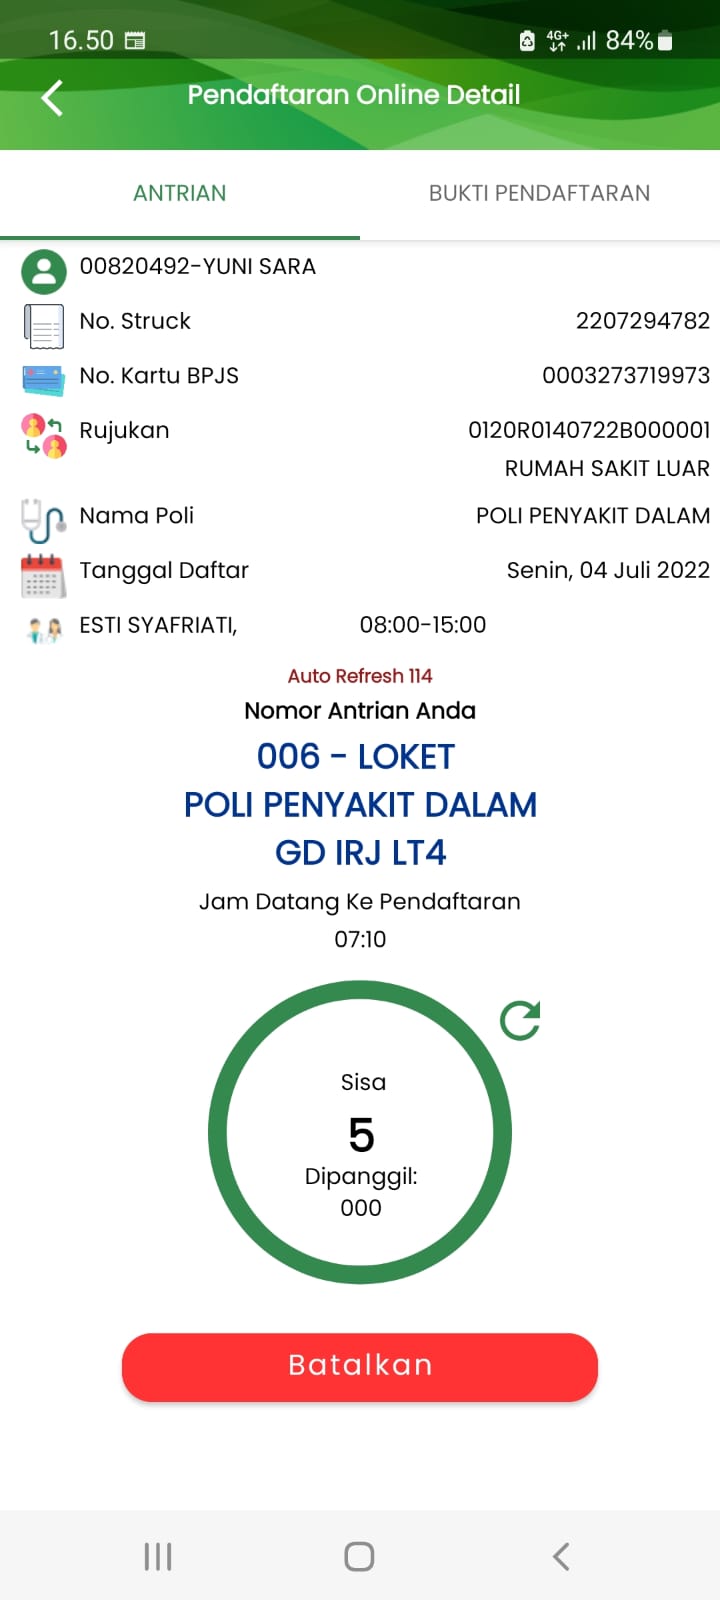 16.50
4G+ 84%
Pendaftaran Online Detail
ANTRIAN BUKTI PENDAFTARAN
00820492-YUNI SARA
No. Struck 2207294782
No. Kartu BPJS 0003273719973
Rujukan 0120R0140722B000001
RUMAH SAKIT LUAR
Nama Poli POLI PENYAKIT DALAM
Tanggal Daftar Senin, 04 Juli 2022
ESTI SYAFRIATI, 08:00-15:00
Auto Refresh 114
Nomor Antrian Anda
006 - LOKET
POLI PENYAKIT DALAM
GD IRJ LT4
Jam Datang Ke Pendaftaran
07:10
Sisa
5
Dipanggil:
000
Batalkan